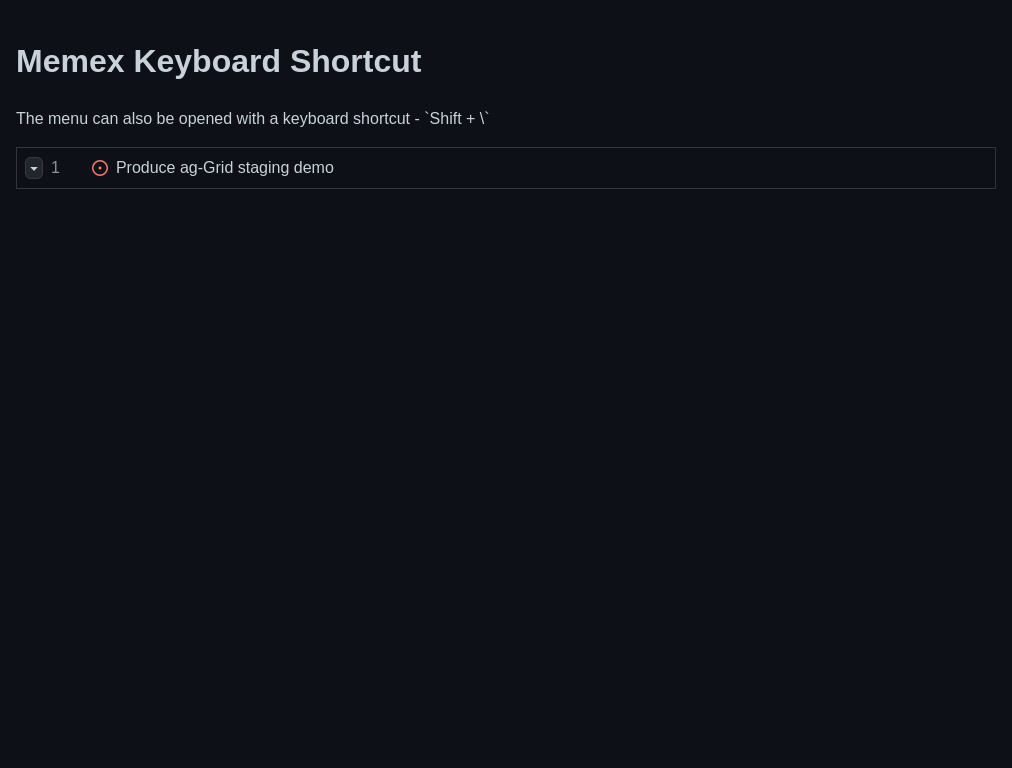 Memex Keyboard Shortcut
The menu can also be opened with a keyboard shortcut - `Shift + \`
1 Produce ag-Grid staging demo